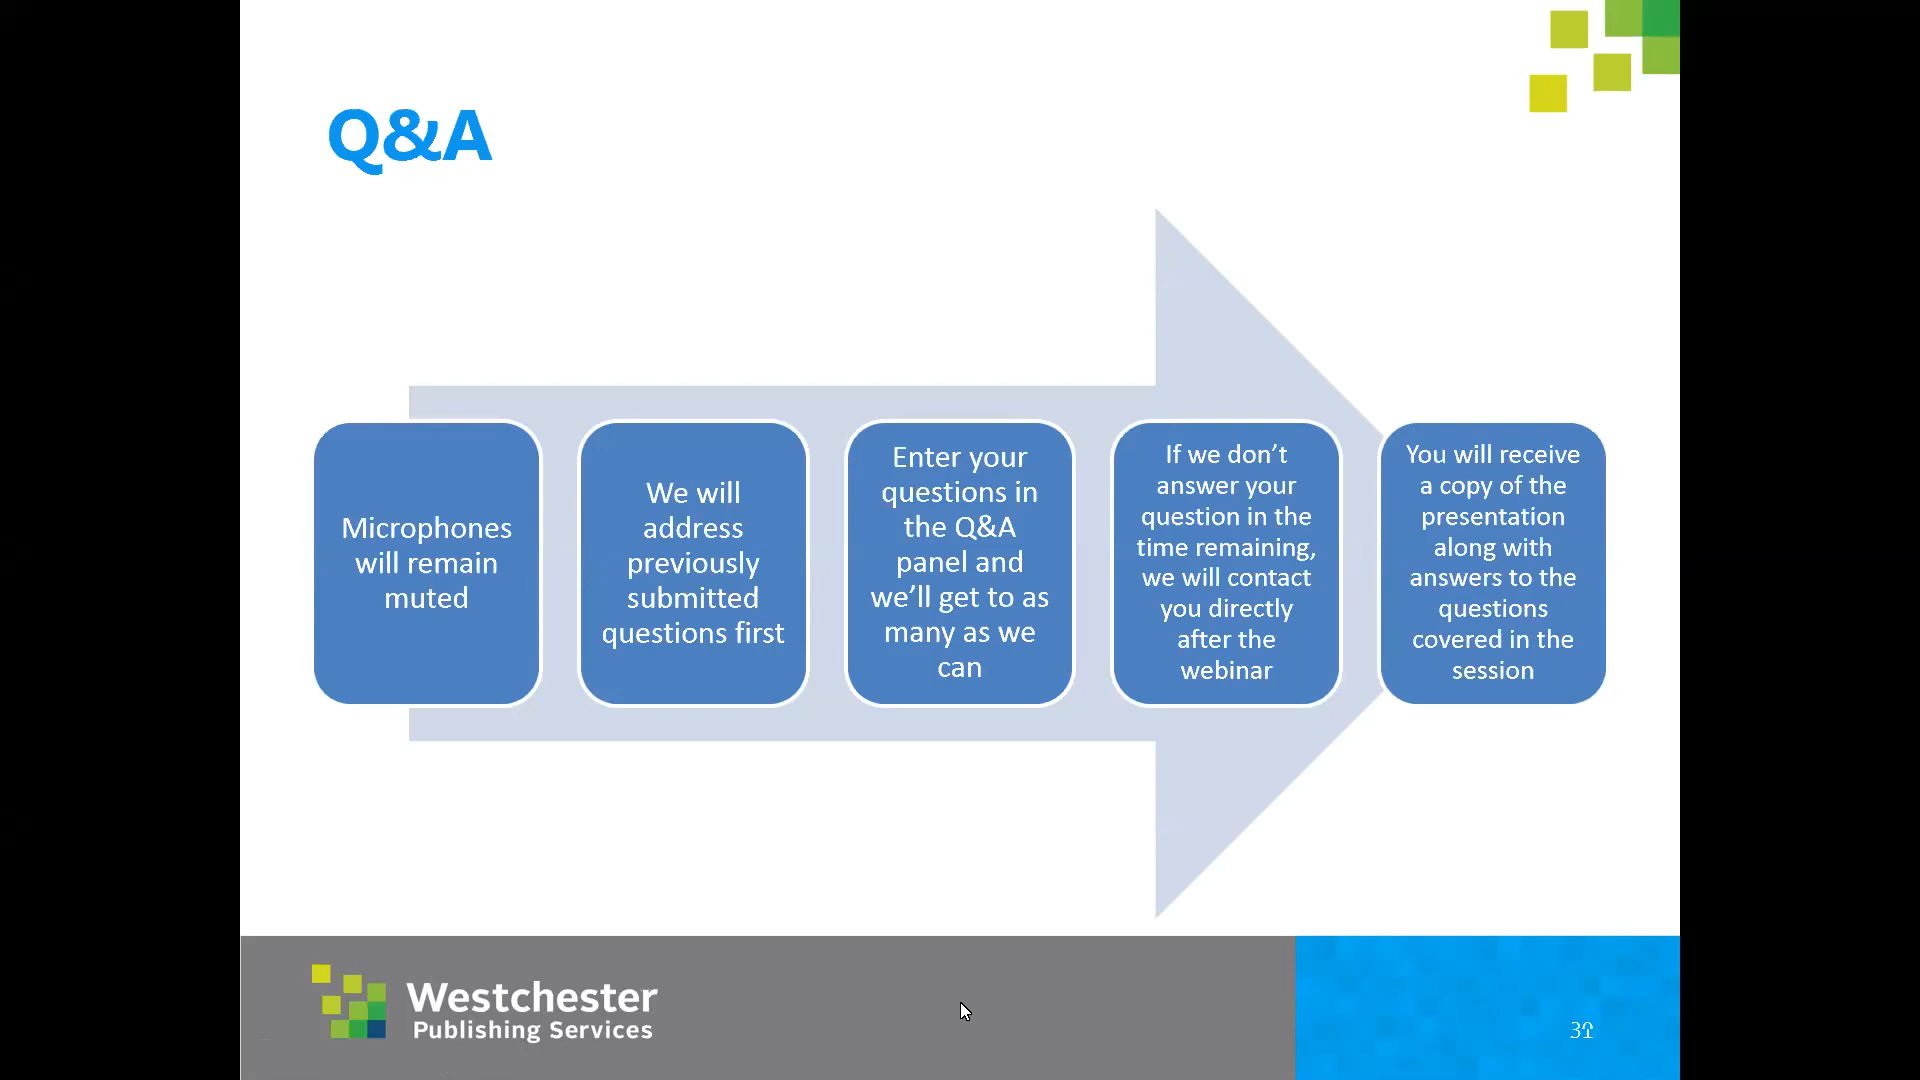 Q&A
Microphones
will remain
muted
We will
address
previously
submitted
questions first
Enter your
questions in
the Q&A
panel and
we’ll get to as
many as we
can
If we don’t
answer your
question in the
time remaining,
we will contact
you directly
after the
webinar
You will receive
a copy of the
presentation
along with
answers to the
questions
covered in the
session
Westchester
Publishing Services